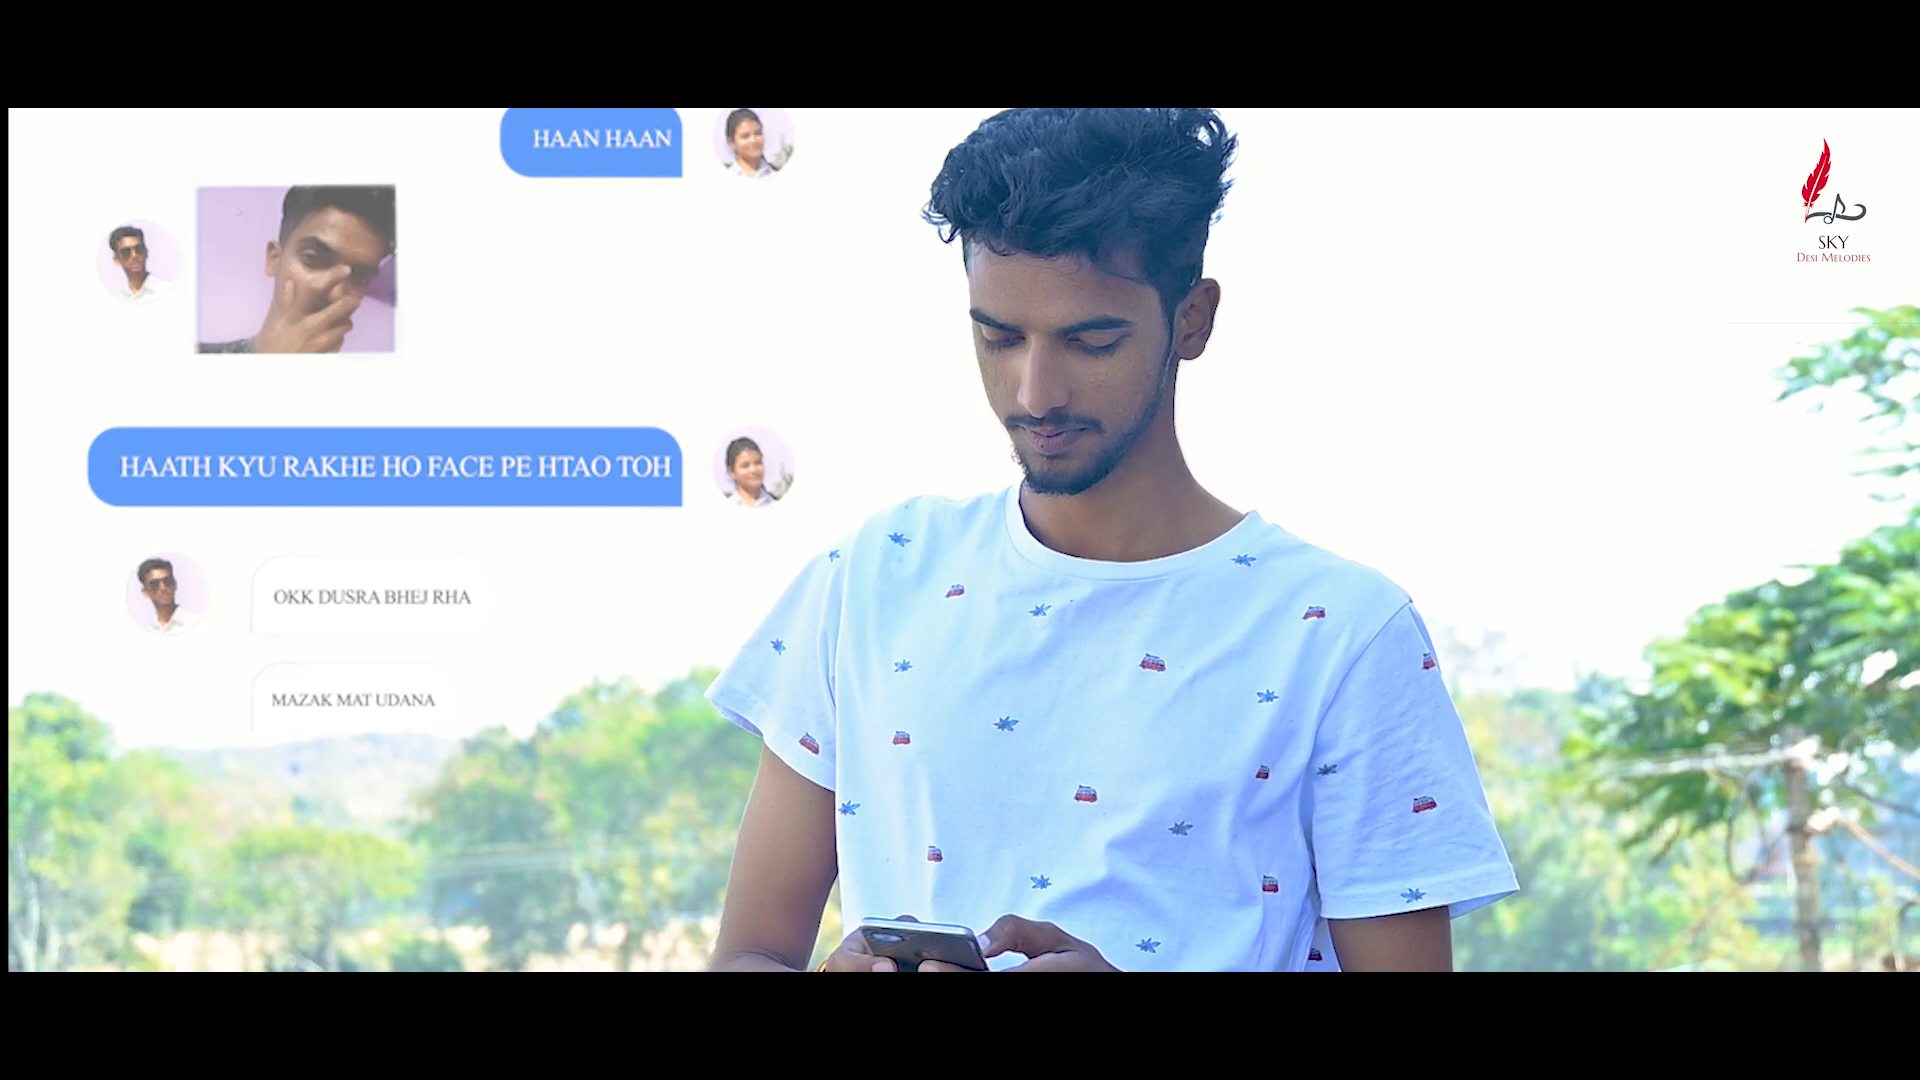 HAAN HAAN
SKY
DESI MELODIES
HAATH KYU RAKHE HO FACE PE HTAO TOH
OKK DUSRA BHEJ RHA
MAZAK MAT UDANA